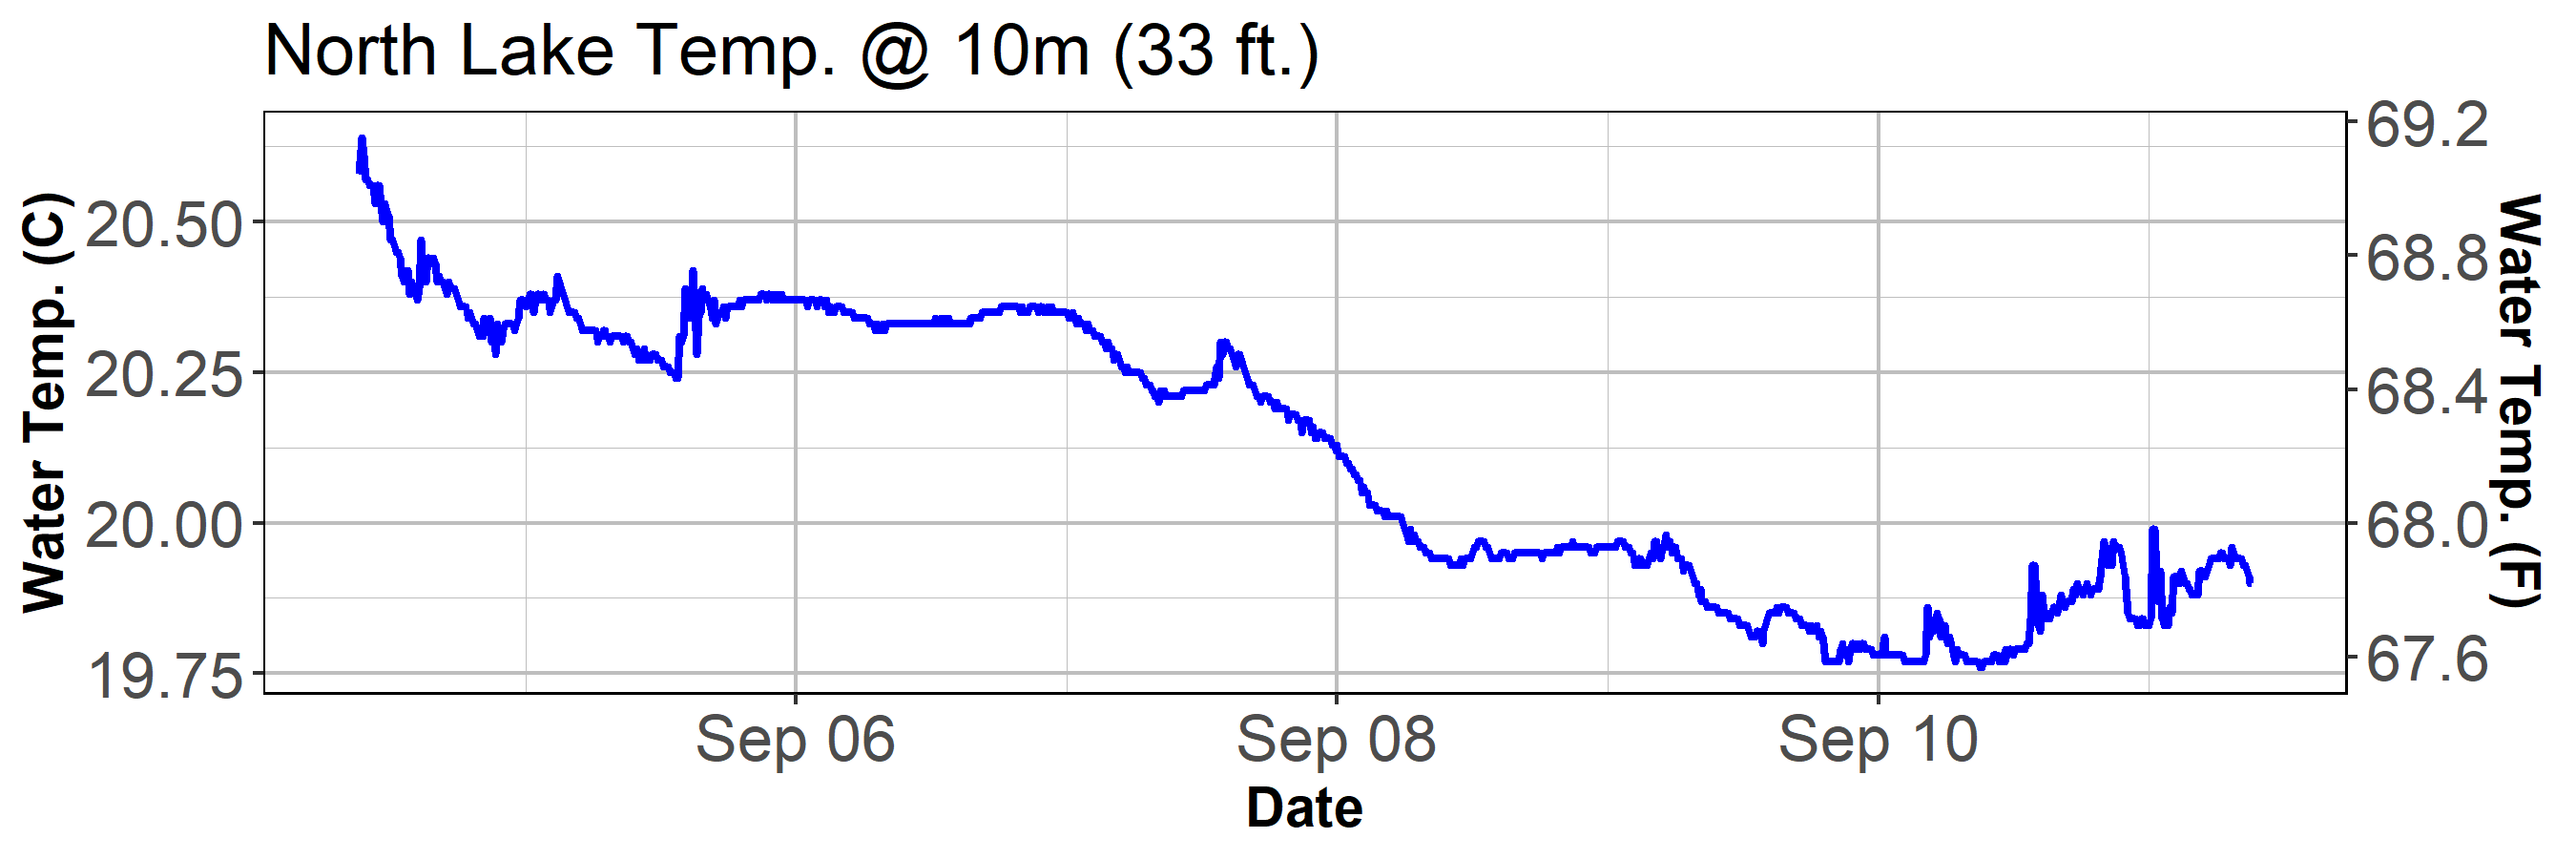 North Lake Temp. @ 10m (33 ft.)
Water Temp. (C)
20.50
20.25
20.00
19.75
69.2
68.8
68.4
68.0
67.6
Water Temp. (F)
Sep 06
Sep 08
Sep 10
Date